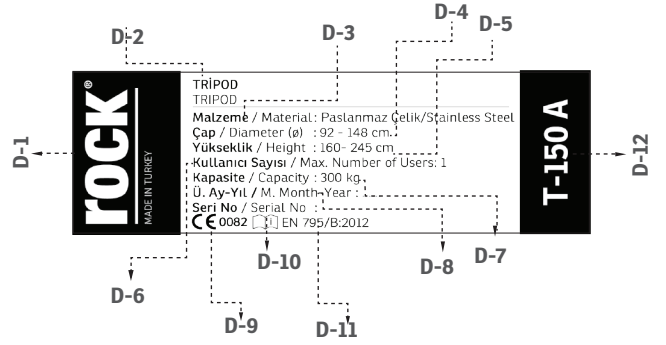 D-4
D-5
D-3
D-2
TRİPOD
TRIPOD
Malzeme / Material : Paslanmaz Çelik/Stainless Steel
Çap / Diameter (ø) : 92 - 148 cm
Yükseklik / Height : 160- 245 cm
Kullanıcı Sayısı / Max. Number of Users: 1
Kapasite / Capacity : 300 kg
Ü. Ay-Yıl / M. Month-Year :
Seri No / Serial No :
CE 0082 i EN 795/B:2012
rock®
MADE IN TURKEY
T-150 A
D-1
D-12
D-10
D-8
D-7
D-6
D-9
D-11